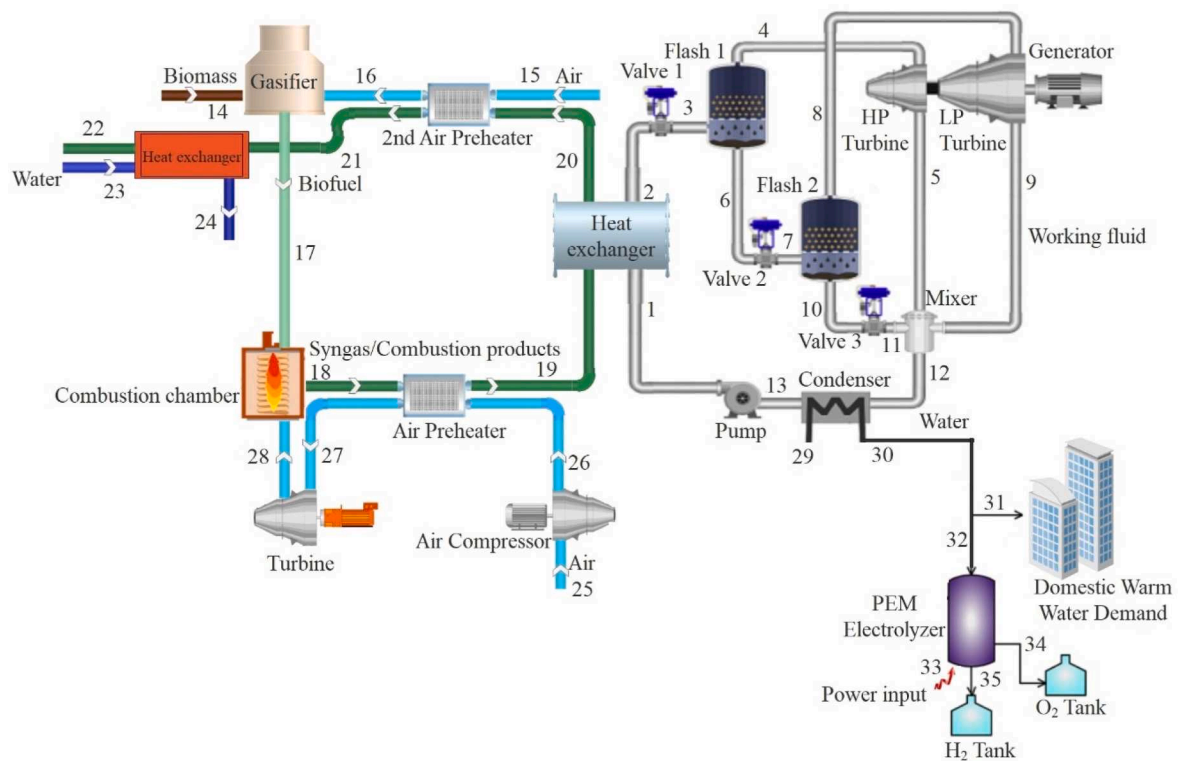 4
Flash 1
Generator
Valve 1
Biomass
Gasifier
16
15
Air
14
3
8
HP
Turbine
LP
Turbine
22
2nd Air Preheater
Heat exchanger
21
20
Water
23
Biofuel
2
6
Flash 2
5
9
24
Heat
exchanger
7
Working fluid
17
Valve 2
1
10
Mixer
Valve 3
11
Syngas/Combustion products
18
19
12
Combustion chamber
13
Condenser
Air Preheater
Pump
Water
28
27
26
29
30
31
Air Compressor
32
Turbine
Air
25
Domestic Warm
Water Demand
PEM
Electrolyzer
34
33
35
Power input
O₂ Tank
H₂ Tank